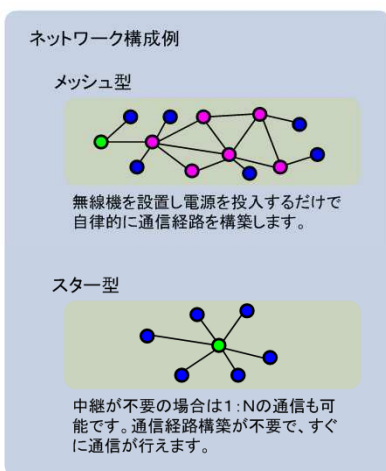 ネットワーク構成例
メッシュ型
無線機を設置し電源を投入するだけで
自律的に通信経路を構築します。
スター型
中継が不要の場合は1:Nの通信も可
能です。通信経路構築が不要で、すぐ
に通信が行えます。